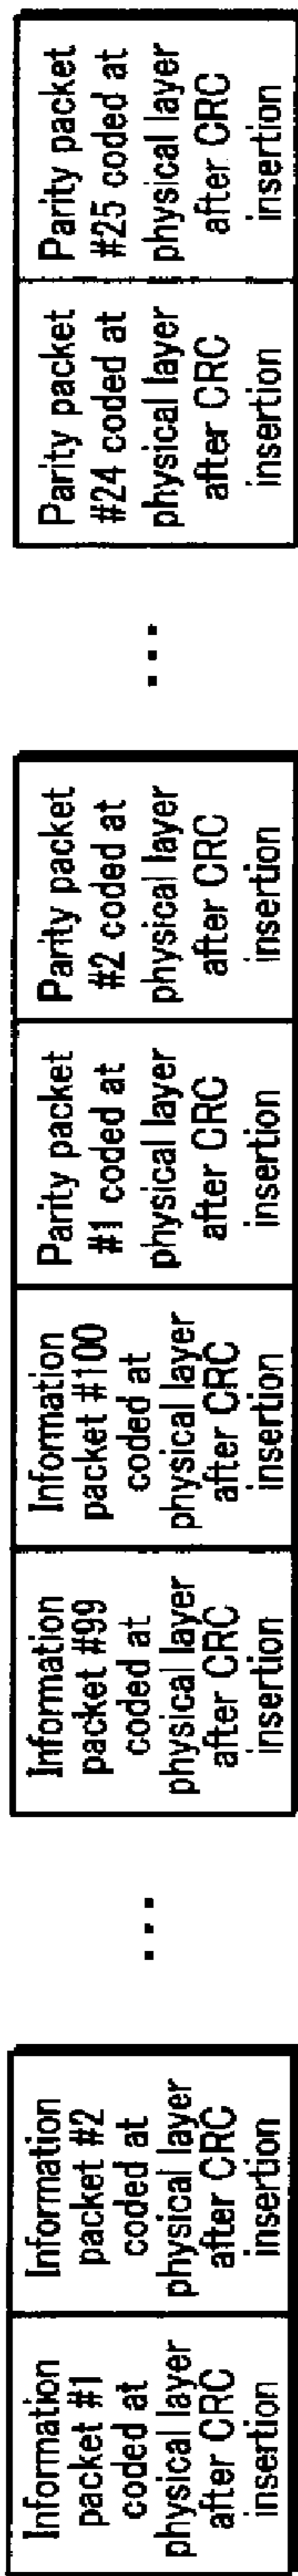 Information
packet #1
coded at
physical layer
after CRC
insertion
Information
packet #2
coded at
physical layer
after CRC
insertion
...
Information
packet #99
coded at
physical layer
after CRC
insertion
Information
packet #100
coded at
physical layer
after CRC
insertion
Parity packet
#1 coded at
physical layer
after CRC
insertion
Parity packet
#2 coded at
physical layer
after CRC
insertion
...
Parity packet
#24 coded at
physical layer
after CRC
insertion
Parity packet
#25 coded at
physical layer
after CRC
insertion